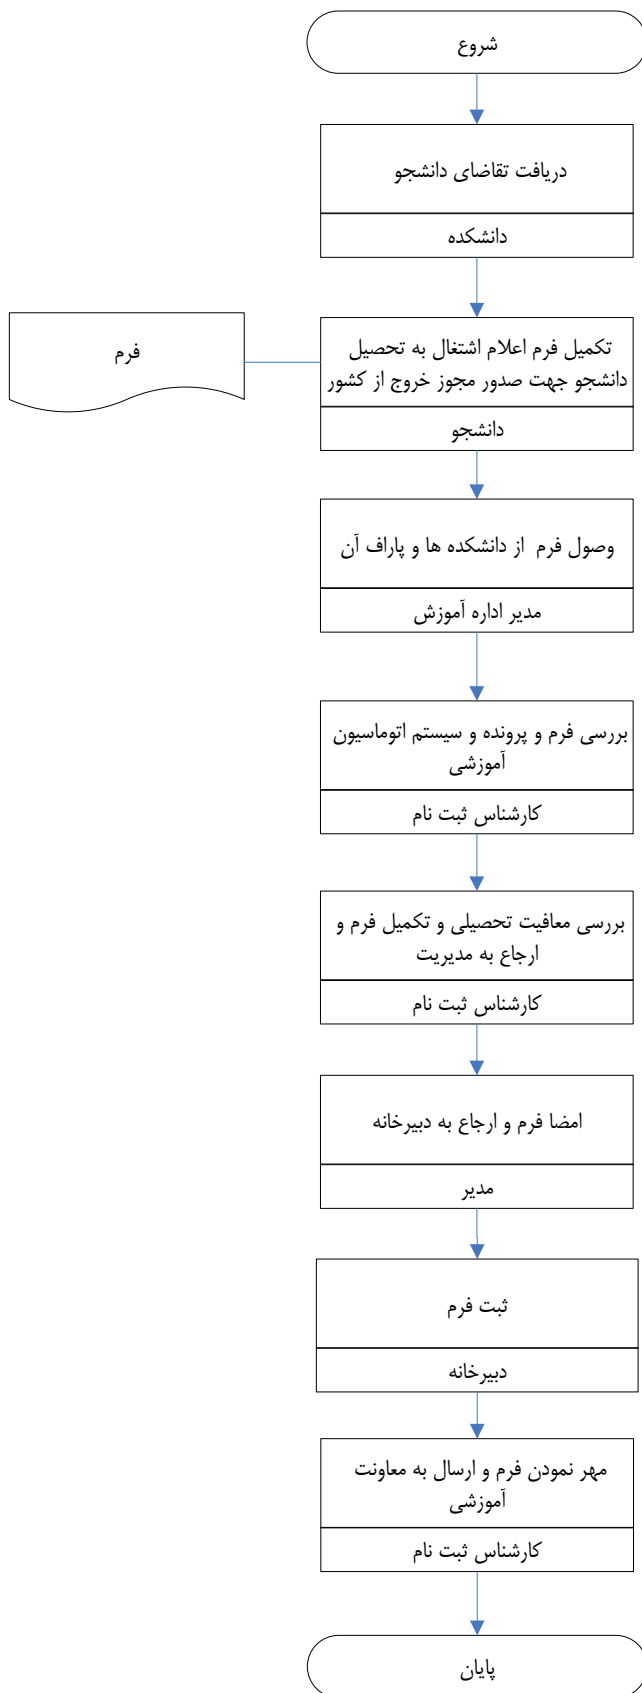 شروع
دریافت تقاضای دانشجو
دانشکده
تکمیل فرم اعلام اشتغال به تحصیل
دانشجو جهت صدور مجوز خروج از کشور
دانشجو
فرم
وصول فرم از دانشکده ها و پاراف آن
مدیر اداره آموزش
بررسی فرم و پرونده و سیستم اتوماسیون
آموزشی
کارشناس ثبت نام
بررسی معافیت تحصیلی و تکمیل فرم و
ارجاع به مدیریت
کارشناس ثبت نام
امضا فرم و ارجاع به دبیرخانه
مدیر
ثبت فرم
دبیرخانه
مهر نمودن فرم و ارسال به معاونت
آموزشی
کارشناس ثبت نام
پایان